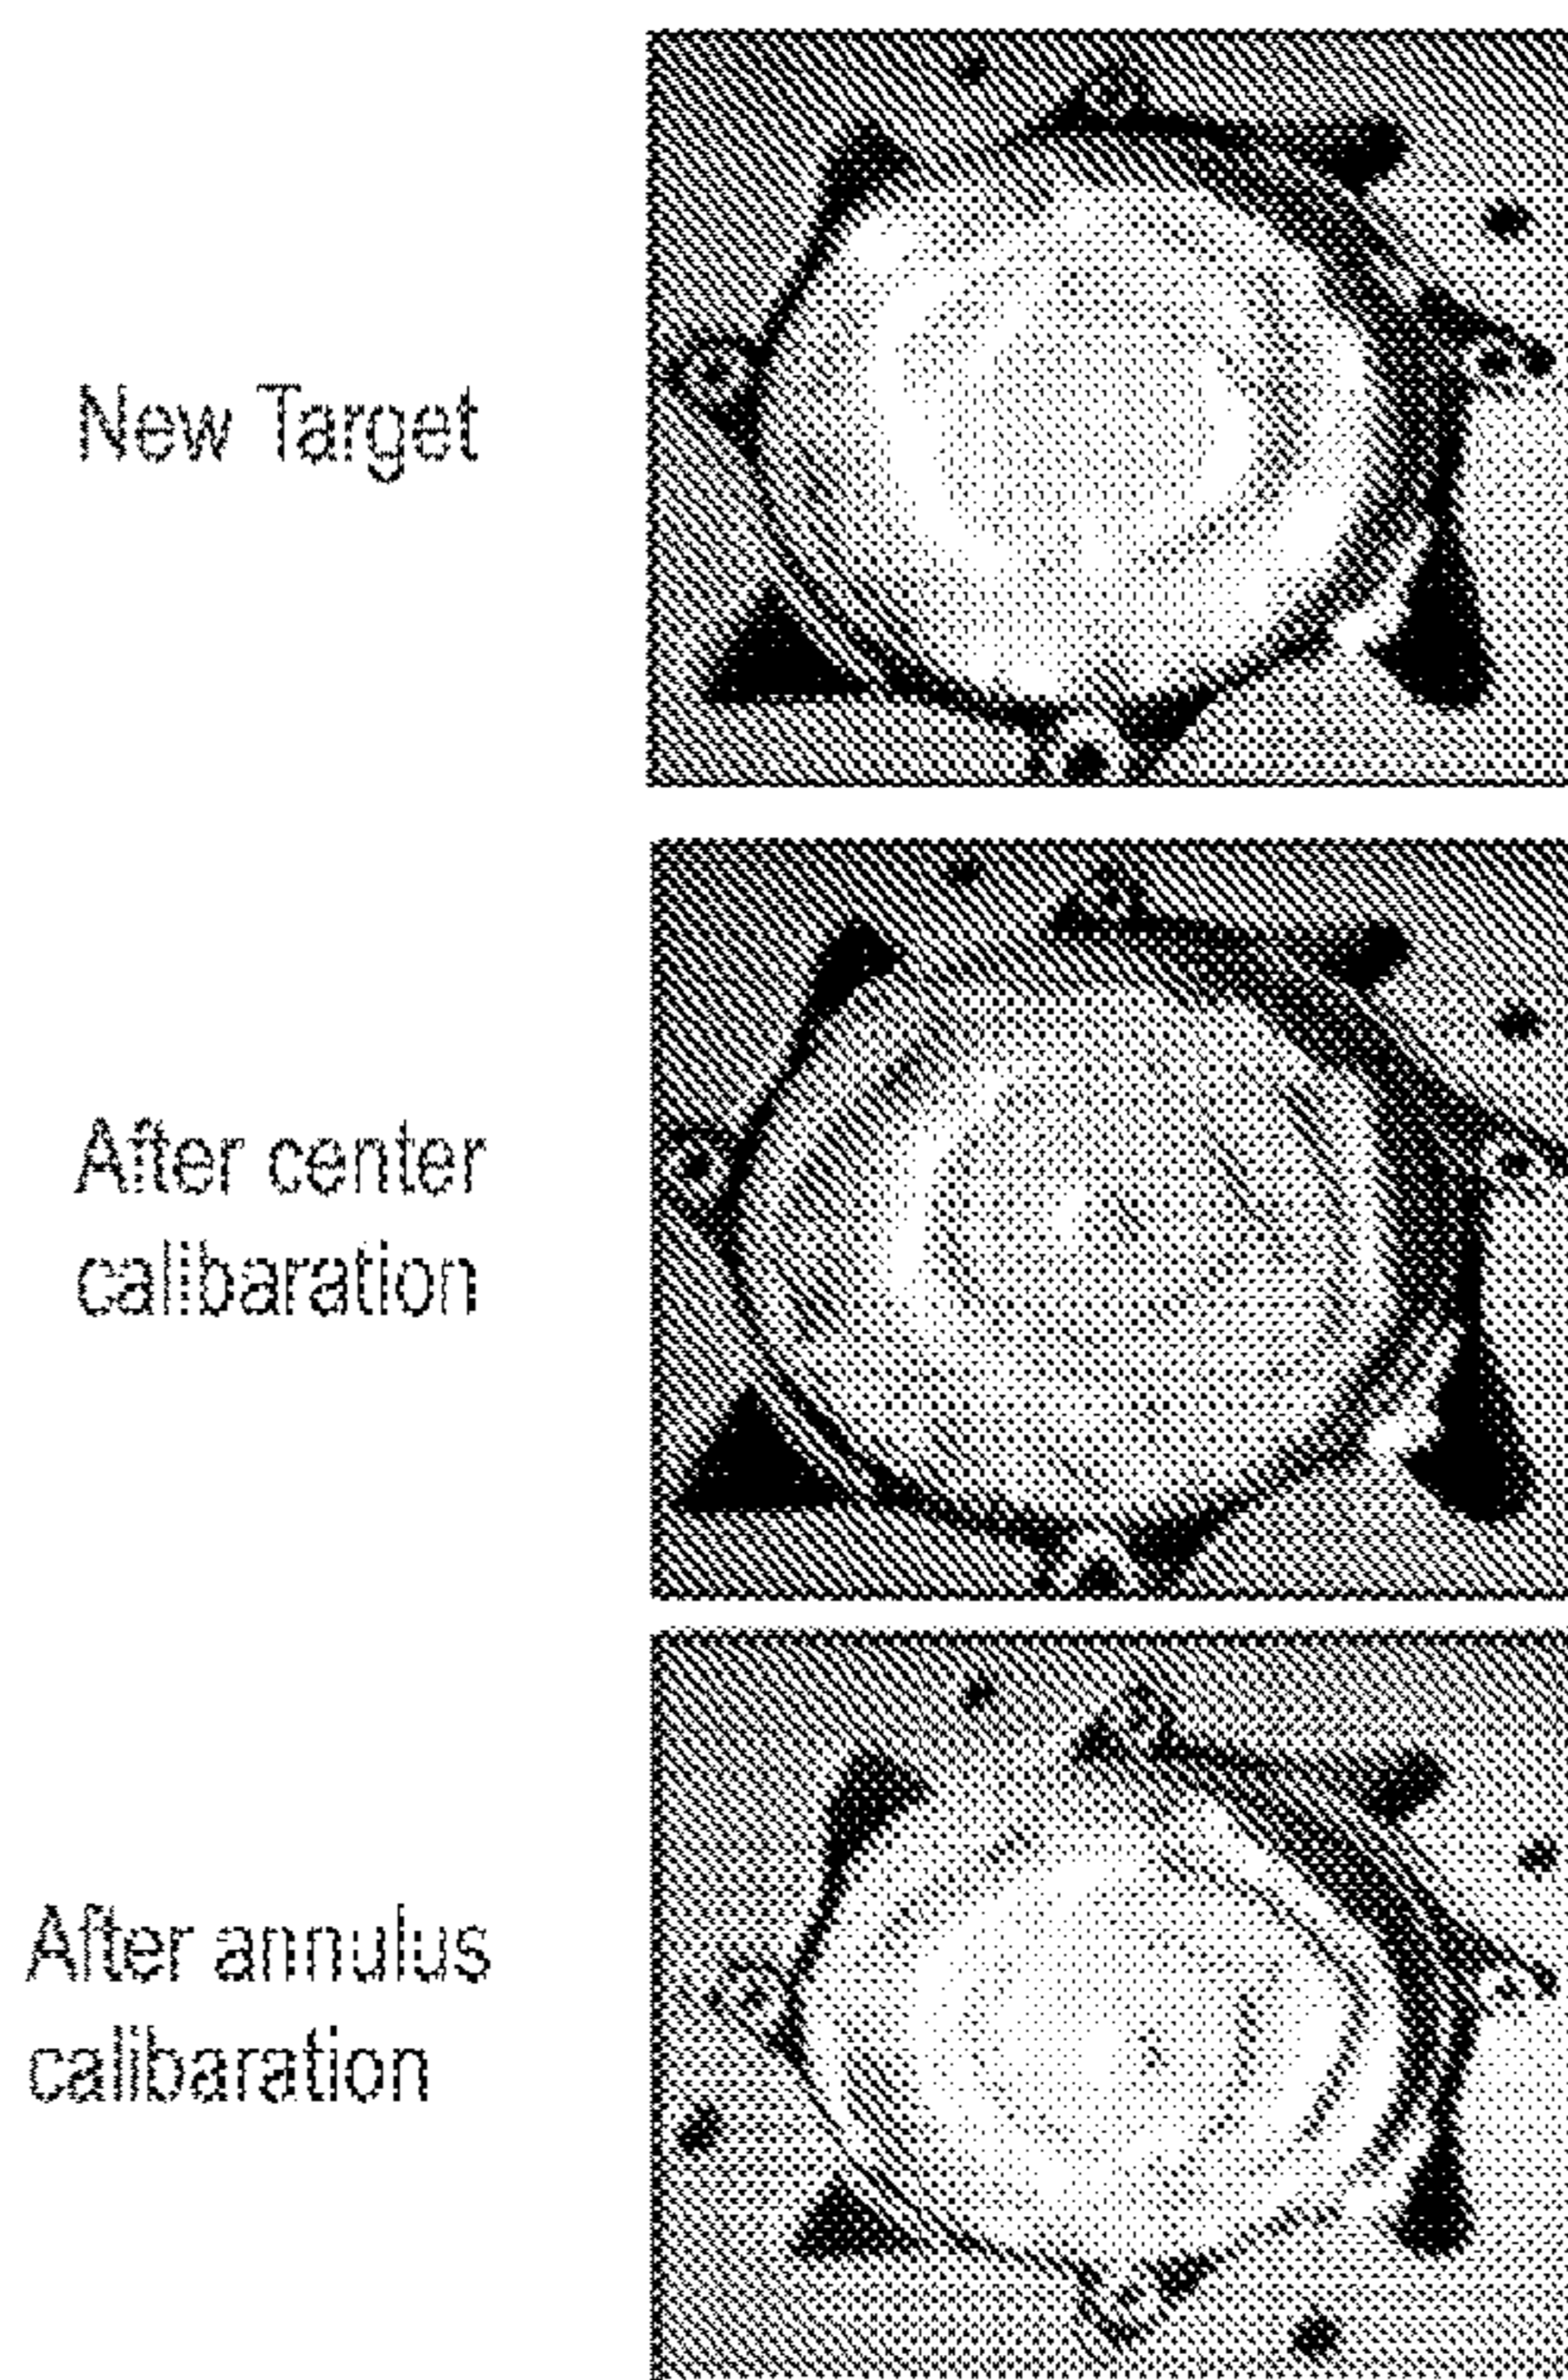 New Target
After center
calibaration
After annulus
calibaration